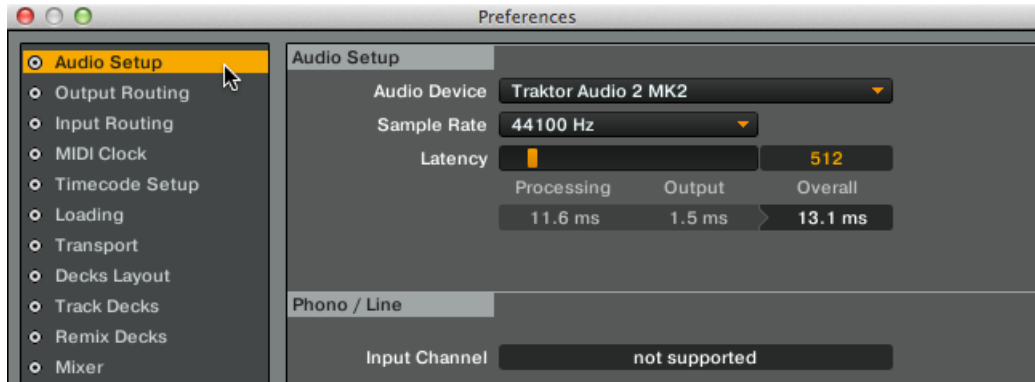 Preferences
Audio Setup
Output Routing
Input Routing
MIDI Clock
Timecode Setup
Loading
Transport
Decks Layout
Track Decks
Remix Decks
Mixer
Audio Setup
Audio Device Traktor Audio 2 MK2
Sample Rate 44100 Hz
Latency 512
Processing Output Overall
11.6 ms 1.5 ms 13.1 ms
Phono / Line
Input Channel not supported